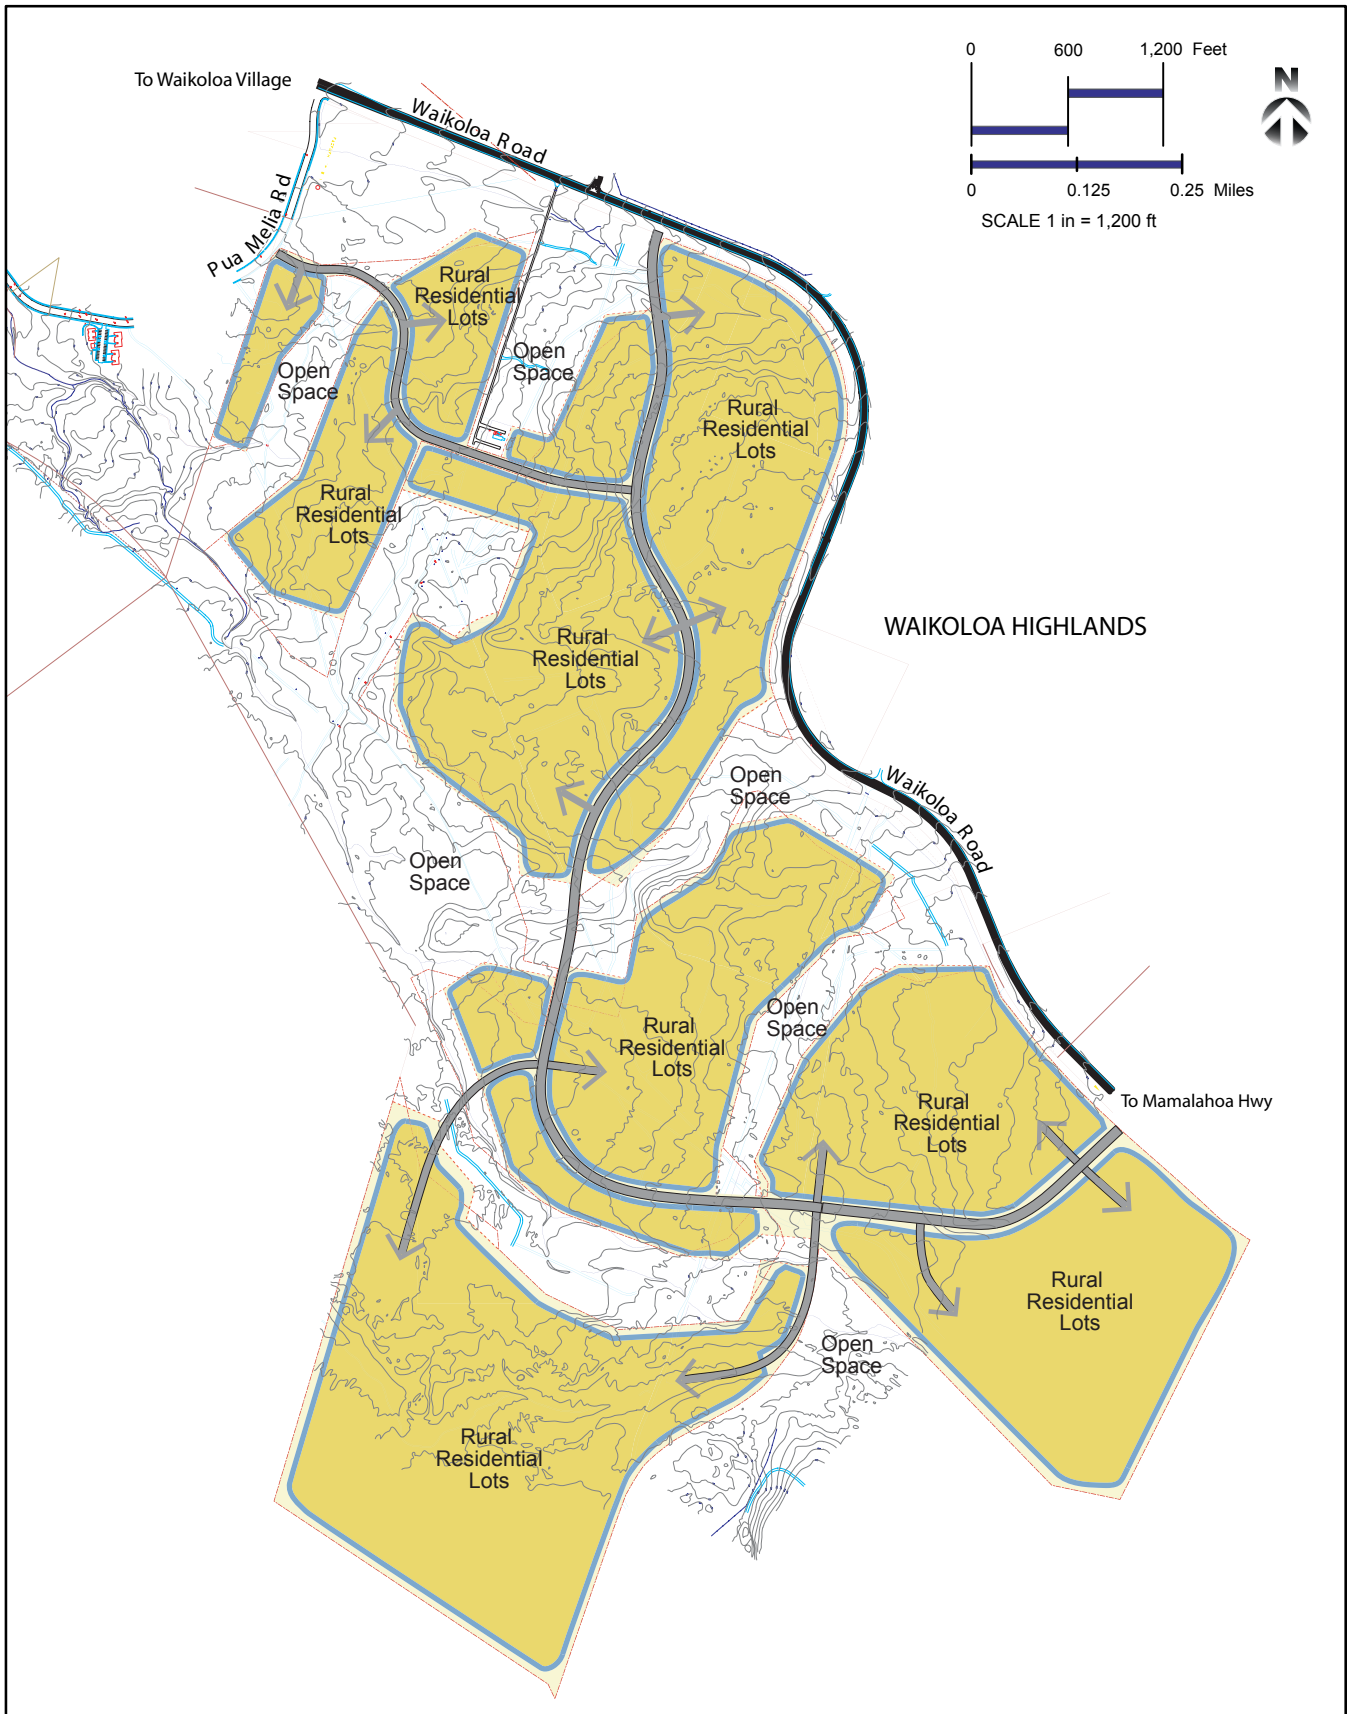 0 600 1,200 Feet
N
To Waikoloa Village
Waikoloa Road
0 0.125 0.25 Miles
SCALE 1 in = 1,200 ft
Pua Melia Rd
Rural
Residential
Lots
Open
Space
Open
Space
Rural
Residential
Lots
Rural
Residential
Lots
WAIKOLOA HIGHLANDS
Rural
Residential
Lots
Open
Space
Waikoloa Road
Open
Space
Open
Space
Rural
Residential
Lots
Rural
Residential
Lots
To Mamalahoa Hwy
Rural
Residential
Lots
Open
Space
Rural
Residential
Lots